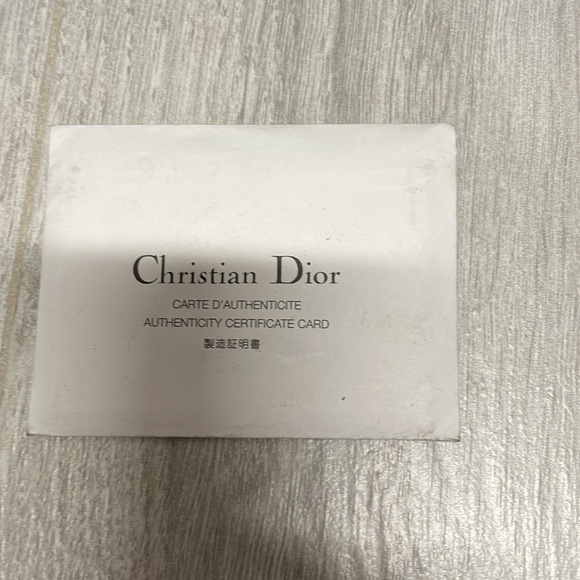 Christian Dior
CARTE D'AUTHENTICITE
AUTHENTICITY CERTIFICATE CARD
製造証明書